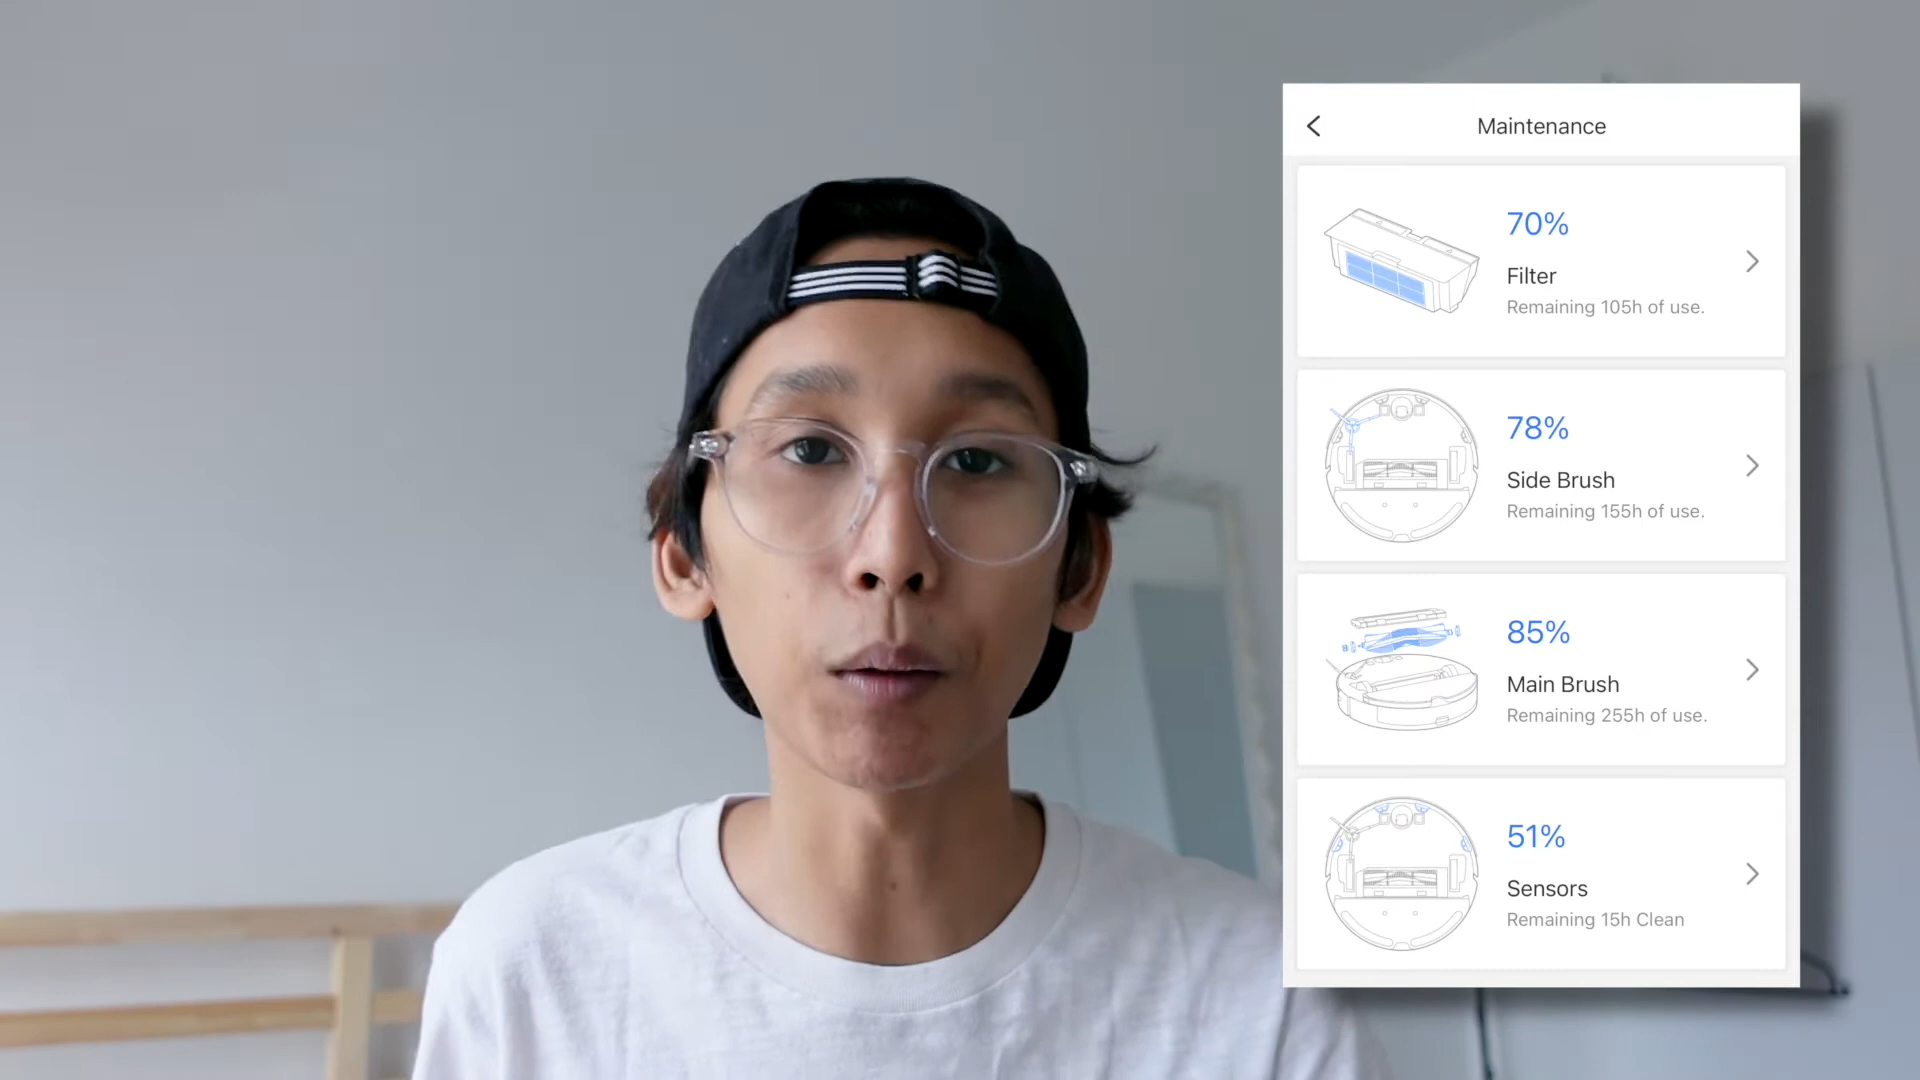 Maintenance
70%
Filter
Remaining 105h of use.
78%
Side Brush
Remaining 155h of use.
85%
Main Brush
Remaining 255h of use.
51%
Sensors
Remaining 15h Clean